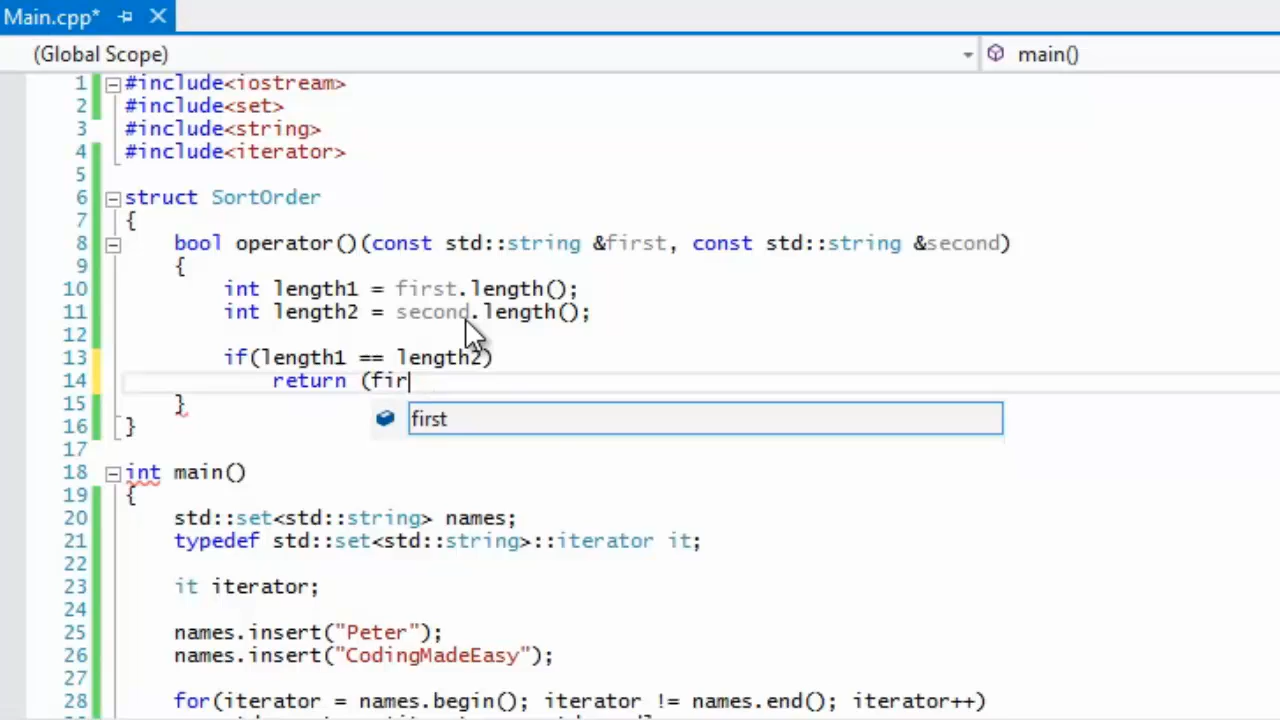 Main.cpp*
(Global Scope) main()
1 #include<iostream>
2 #include<set>
3 #include<string>
4 #include<iterator>
5
6 struct SortOrder
7 {
8 bool operator()(const std::string &first, const std::string &second)
9 {
10 int length1 = first.length();
11 int length2 = second.length();
12
13 if(length1 == length2)
14 return (fir
15 }
first
16 }
17
18 int main()
19 {
20 std::set<std::string> names;
21 typedef std::set<std::string>::iterator it;
22
23 it iterator;
24
25 names.insert("Peter");
26 names.insert("CodingMadeEasy");
27
28 for(iterator = names.begin(); iterator != names.end(); iterator++)